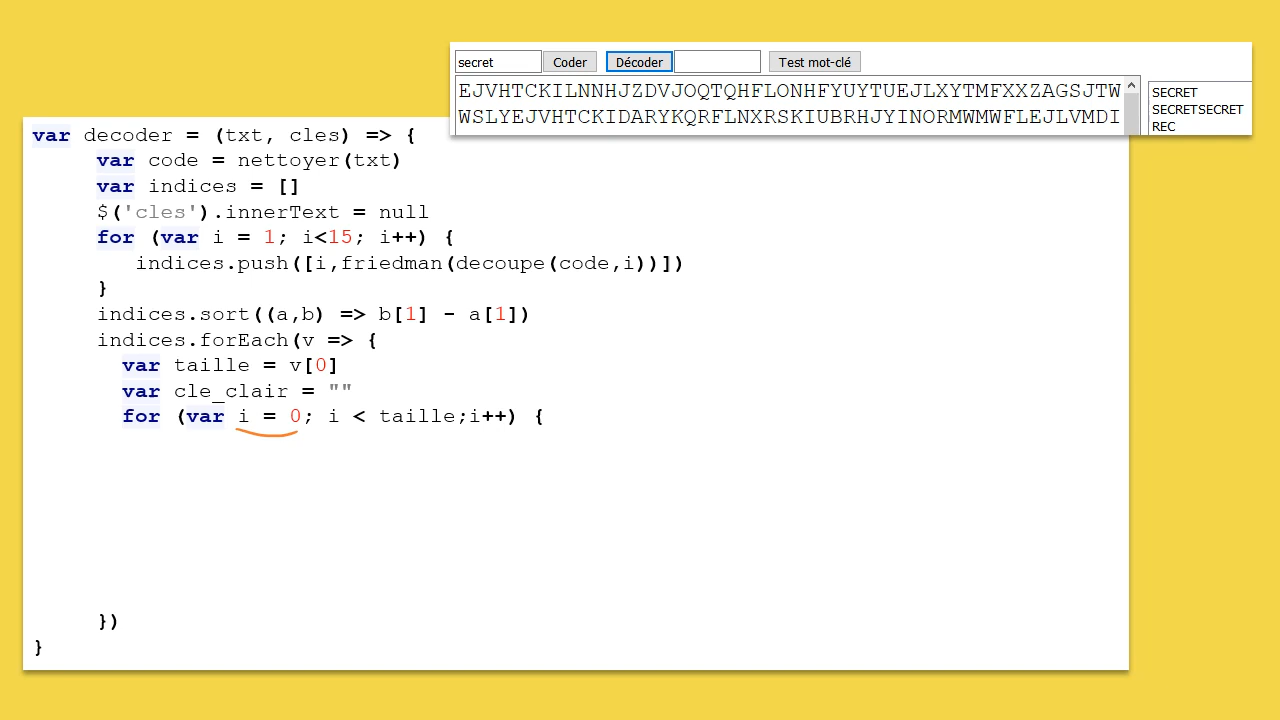 secret Coder Décoder Test mot-clé
EJVHTCKILNNHJZDVJOQTQHFLONHFYUYTUEJLXYTMFXXZAGSJTW
WSLYEJVHTCKIDARYKQRFLNXRSKIUBRHJYINORMWMWFLEJLVMDI
SECRET
SECRETSECRET
REC
var decoder = (txt, cles) => {
var code = nettoyer(txt)
var indices = []
$('cles').innerText = null
for (var i = 1; i<15; i++) {
indices.push([i,friedman(decoupe(code,i))])
}
indices.sort((a,b) => b[1] - a[1])
indices.forEach(v => {
var taille = v[0]
var cle_clair = ""
for (var i = 0; i < taille;i++) {
})
}